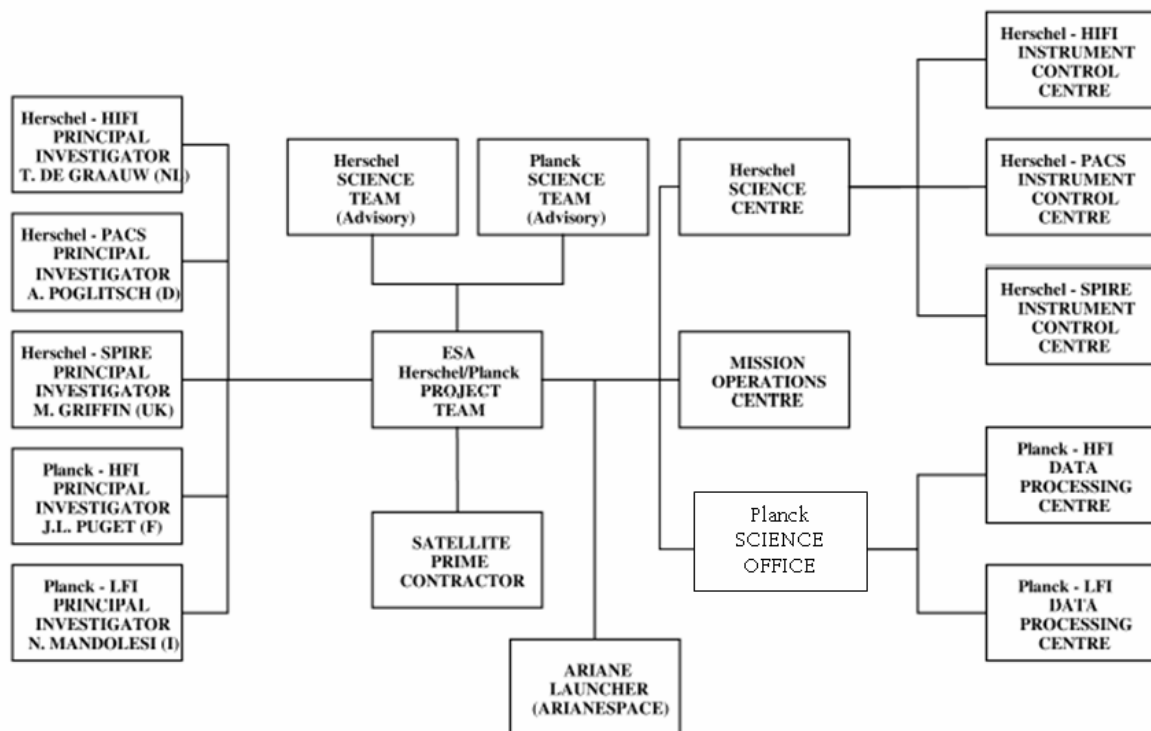 Herschel - HIFI
PRINCIPAL
INVESTIGATOR
T. DE GRAAUW (NL)
Herschel - PACS
PRINCIPAL
INVESTIGATOR
A. POGLITSCH (D)
Herschel - SPIRE
PRINCIPAL
INVESTIGATOR
M. GRIFFIN (UK)
Planck - HFI
PRINCIPAL
INVESTIGATOR
J.L. PUGET (F)
Planck - LFI
PRINCIPAL
INVESTIGATOR
N. MANDOLESI (I)
Herschel
SCIENCE
TEAM
(Advisory)
Planck
SCIENCE
TEAM
(Advisory)
ESA
Herschel/Planck
PROJECT
TEAM
SATELLITE
PRIME
CONTRACTOR
ARIANE
LAUNCHER
(ARIANESPACE)
Herschel
SCIENCE
CENTRE
MISSION
OPERATIONS
CENTRE
Planck
SCIENCE
OFFICE
Herschel - HIFI
INSTRUMENT
CONTROL
CENTRE
Herschel - PACS
INSTRUMENT
CONTROL
CENTRE
Herschel - SPIRE
INSTRUMENT
CONTROL
CENTRE
Planck - HFI
DATA
PROCESSING
CENTRE
Planck - LFI
DATA
PROCESSING
CENTRE